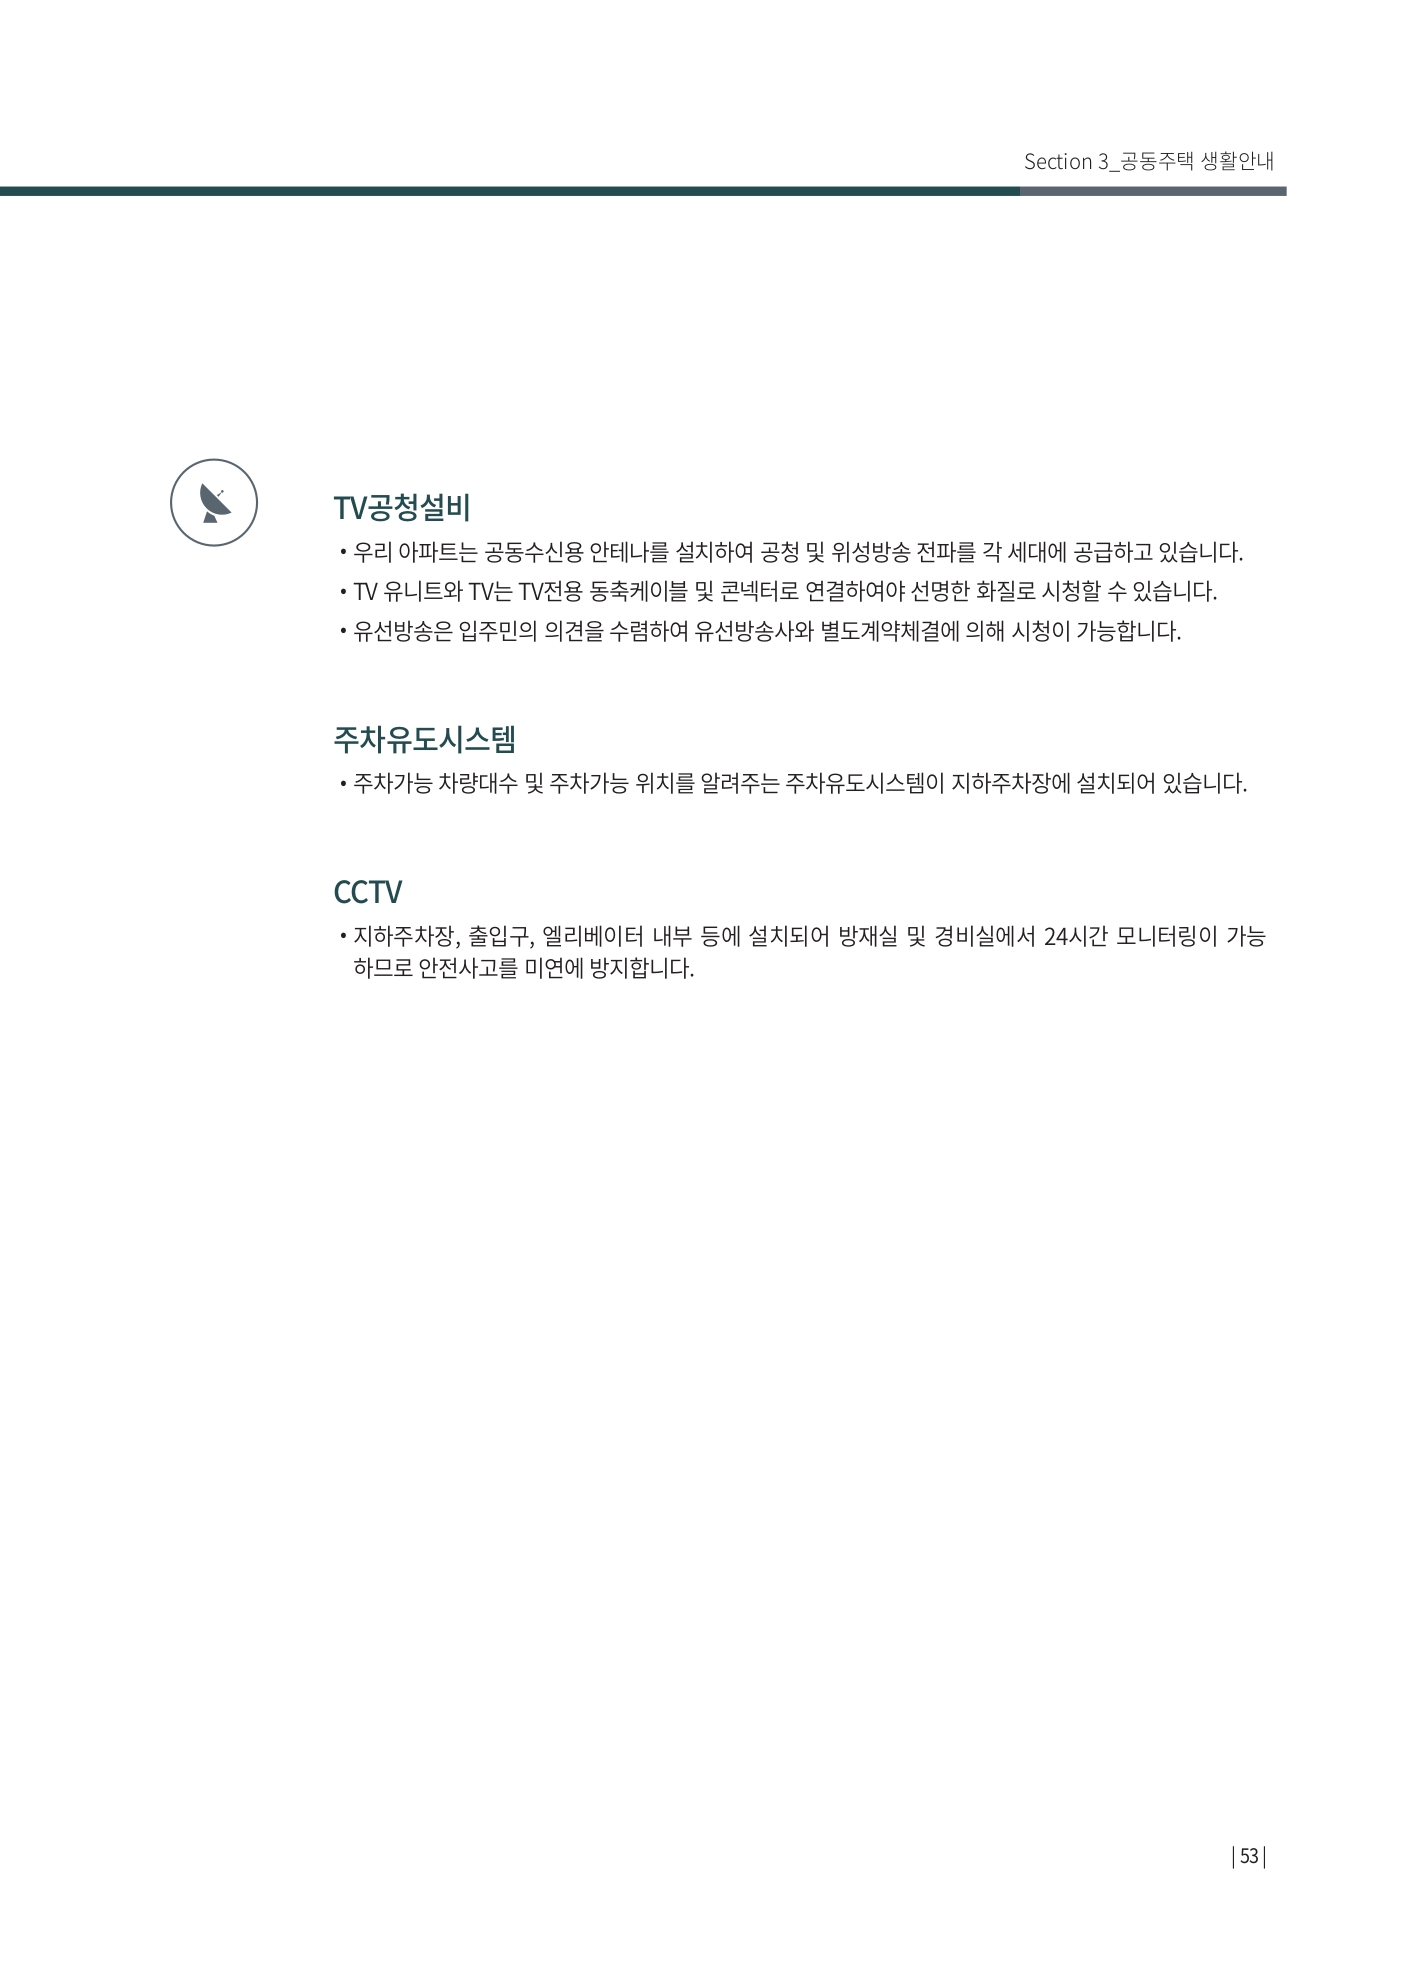 Section 3_공동주택 생활안내
TV공청설비
• 우리 아파트는 공동수신용 안테나를 설치하여 공청 및 위성방송 전파를 각 세대에 공급하고 있습니다.
• TV 유니트와 TV는 TV전용 동축케이블 및 콘넥터로 연결하여야 선명한 화질로 시청할 수 있습니다.
• 유선방송은 입주민의 의견을 수렴하여 유선방송사와 별도계약체결에 의해 시청이 가능합니다.
주차유도시스템
• 주차가능 차량대수 및 주차가능 위치를 알려주는 주차유도시스템이 지하주차장에 설치되어 있습니다.
CCTV
• 지하주차장, 출입구, 엘리베이터 내부 등에 설치되어 방재실 및 경비실에서 24시간 모니터링이 가능
하므로 안전사고를 미연에 방지합니다.
| 53 |